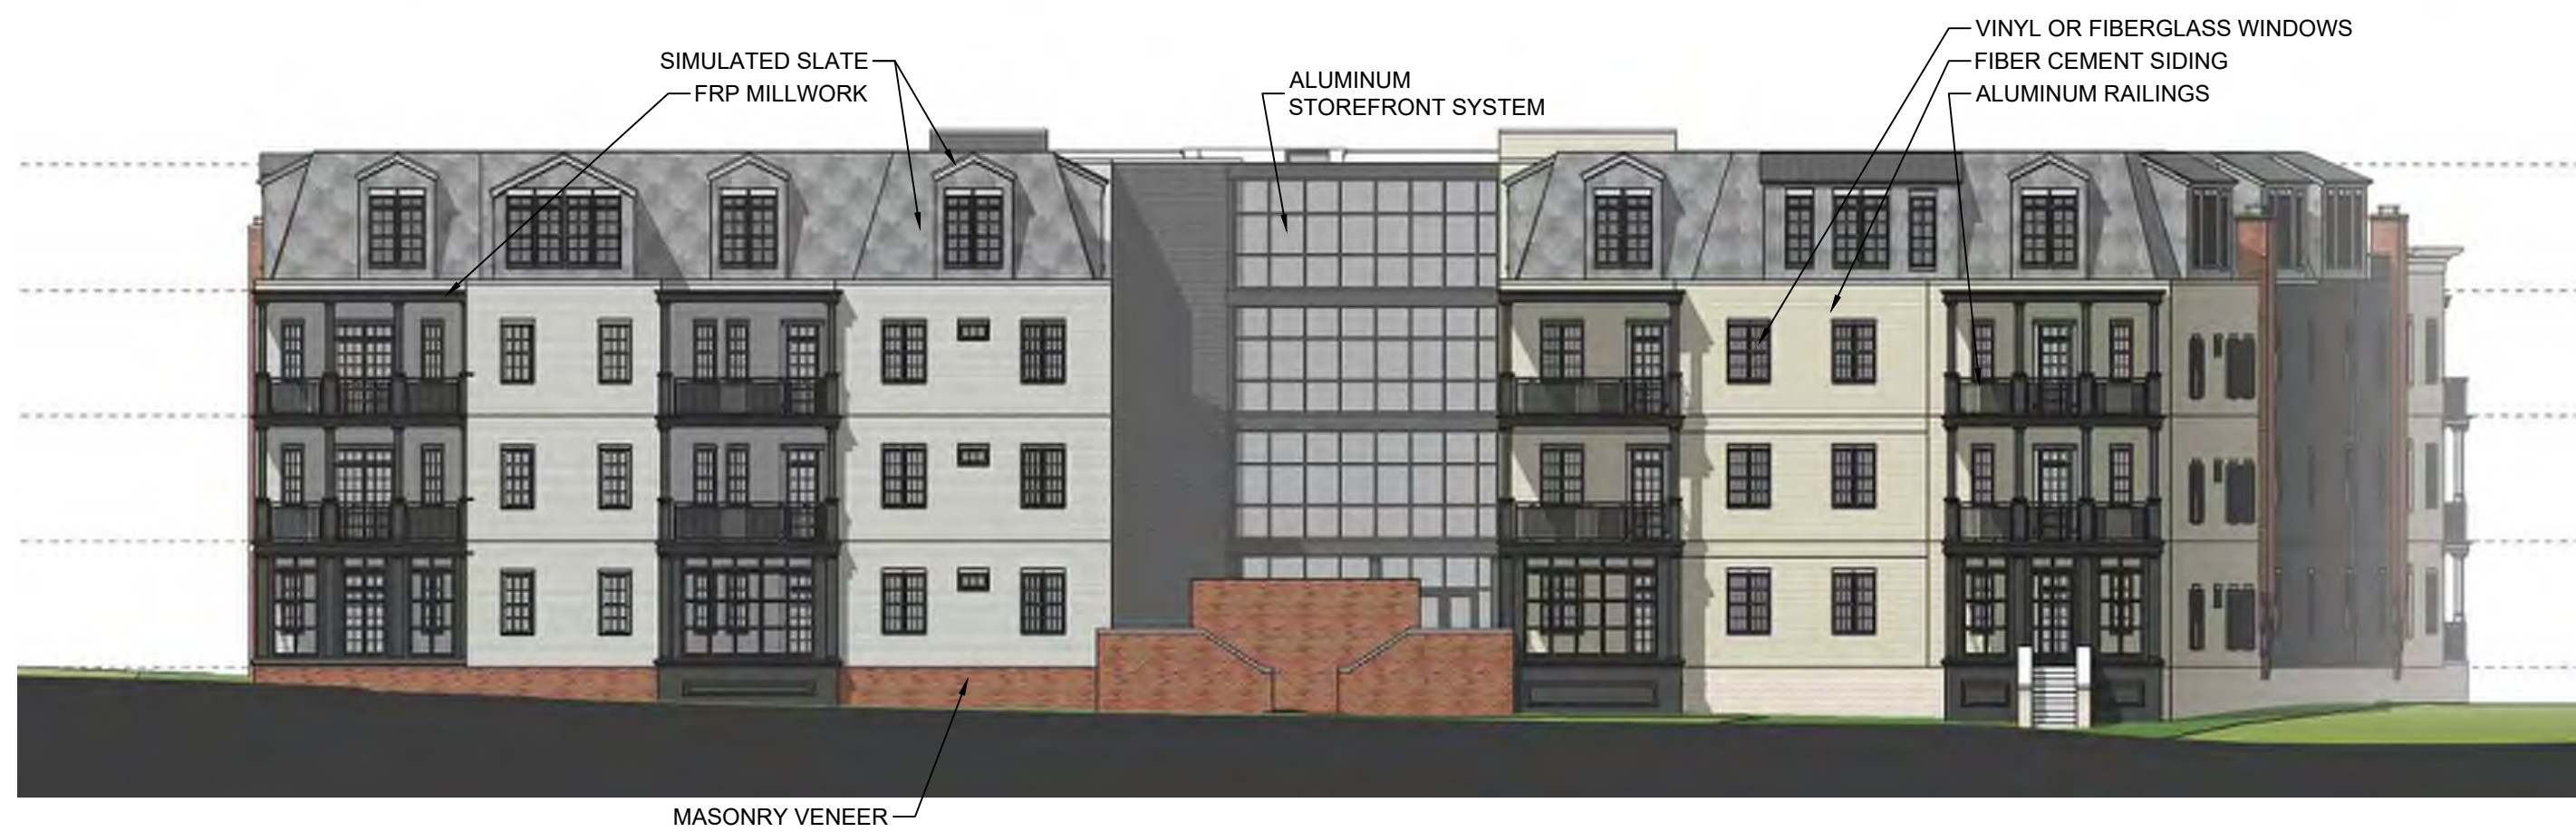 SIMULATED SLATE
FRP MILLWORK
ALUMINUM
STOREFRONT SYSTEM
VINYL OR FIBERGLASS WINDOWS
FIBER CEMENT SIDING
ALUMINUM RAILINGS
MASONRY VENEER